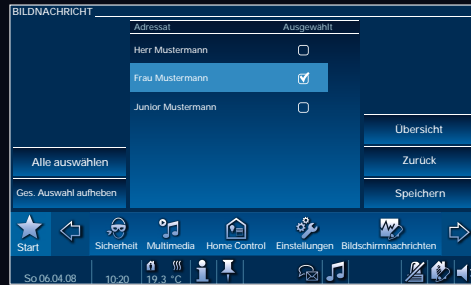 BILDNACHRICHT
Adressat Ausgewählt
Herr Mustermann
Frau Mustermann
Junior Mustermann
Übersicht
Alle auswählen Zurück
Ges. Auswahl aufheben Speichern
Start Sicherheit Multimedia Home Control Einstellungen Bildschirmnachrichten
So 06.04.08 10:20 19.3 °C